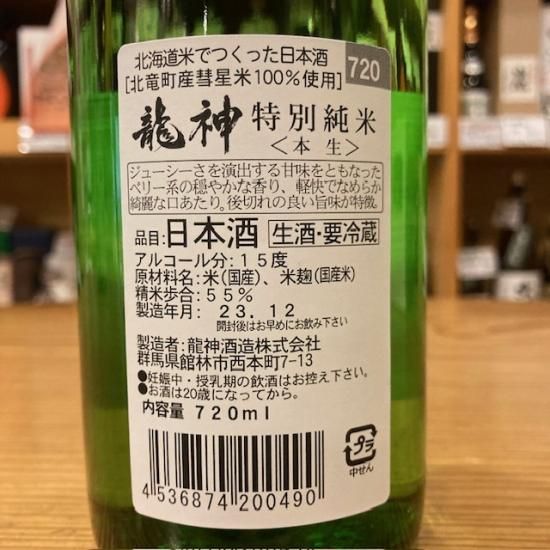 北海道米でつくった日本酒
[北竜町産彗星米100%使用]
720
龍神 特別純米
<本生>
ジューシーさを演出する甘味をともなった
ベリー系の穏やかな香り、軽快でなめらか
綺麗な口あたり。後切れの良い旨味が特徴。
品目:日本酒 生酒・要冷蔵
アルコール分:15度
原材料名:米(国産)、米麹(国産米)
精米歩合:55%
製造年月: 23.12
開封後はお早めにお飲み下さい
製造者:龍神酒造株式会社
群馬県館林市西本町7-13
●妊娠中・授乳期の飲酒はお控え下さい。
●お酒は20歳になってから。
内容量 720ml
4 536874 200490
プラ
中せん